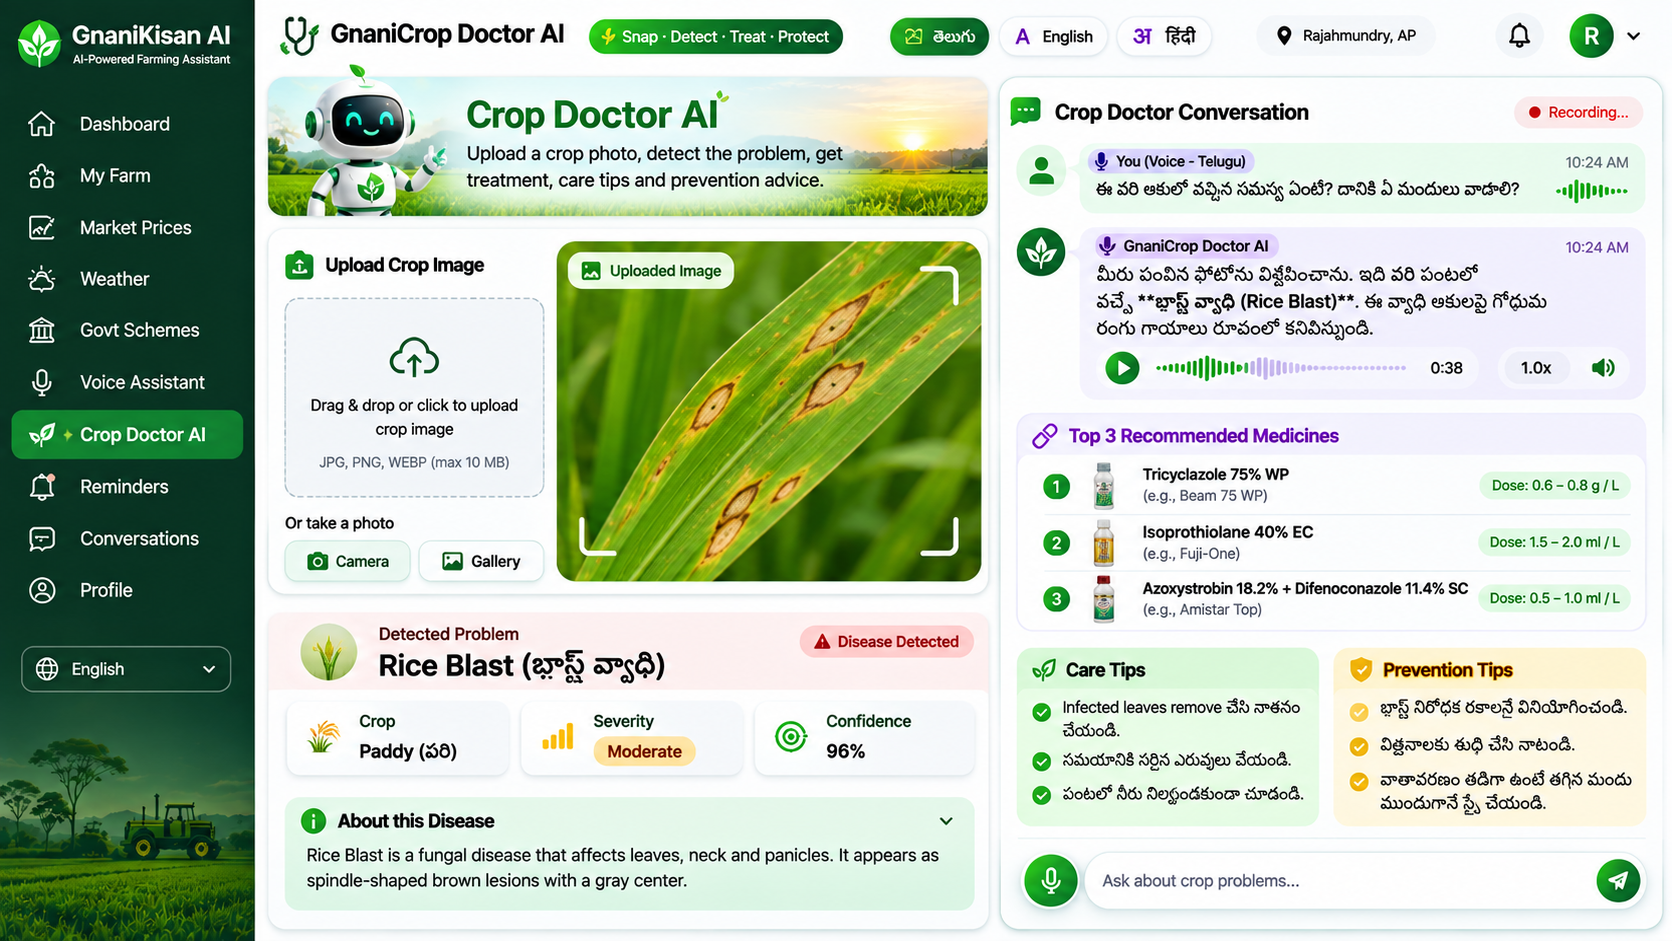 GnaniKisan AI
AI-Powered Farming Assistant
Dashboard
My Farm
Market Prices
Weather
Govt Schemes
Voice Assistant
Crop Doctor AI
Reminders
Conversations
Profile
English
GnaniCrop Doctor AI
Snap · Detect · Treat · Protect
తెలుగు
A English
अ हिंदी
Rajahmundry, AP
R
Crop Doctor AI
Upload a crop photo, detect the problem, get
treatment, care tips and prevention advice.
Upload Crop Image
Drag & drop or click to upload
crop image
JPG, PNG, WEBP (max 10 MB)
Or take a photo
Camera
Gallery
Uploaded Image
Detected Problem
Rice Blast (బ్లాస్ట్ వ్యాధి)
Disease Detected
Crop
Paddy (వరి)
Severity
Moderate
Confidence
96%
About this Disease
Rice Blast is a fungal disease that affects leaves, neck and panicles. It appears as
spindle-shaped brown lesions with a gray center.
Crop Doctor Conversation
Recording...
You (Voice - Telugu)
10:24 AM
ఈ వరి ఆకులో వచ్చిన సమస్య ఏంటి? దానికి ఏ మందులు వాడాలి?
GnaniCrop Doctor AI
10:24 AM
మీరు పంపిన ఫోటోను విశ్లేషించాను. ఇది వరి పంటలో
వచ్చే **బ్లాస్ట్ వ్యాధి (Rice Blast)**. ఈ వ్యాధి ఆకులపై గోధుమ
రంగు గాయాలు రూపంలో కనిపిస్తుంది.
0:38
1.0x
Top 3 Recommended Medicines
1
Tricyclazole 75% WP
(e.g., Beam 75 WP)
Dose: 0.6 – 0.8 g / L
2
Isoprothiolane 40% EC
(e.g., Fuji-One)
Dose: 1.5 – 2.0 ml / L
3
Azoxystrobin 18.2% + Difenoconazole 11.4% SC
(e.g., Amistar Top)
Dose: 0.5 – 1.0 ml / L
Care Tips
Infected leaves remove చేసి నాశనం
చేయండి.
సమయానికి సరైన ఎరువులు వేయండి.
పంటలో నీరు నిల్వండకుండా చూడండి.
Prevention Tips
బ్లాస్ట్ నిరోధక రకాలనే వినియోగించండి.
విత్తనాలకు శుధి చేసి నాటండి.
వాతావరణం తడిగా ఉంటే తగిన మందు
ముందుగానే స్ప్రే చేయండి.
Ask about crop problems...